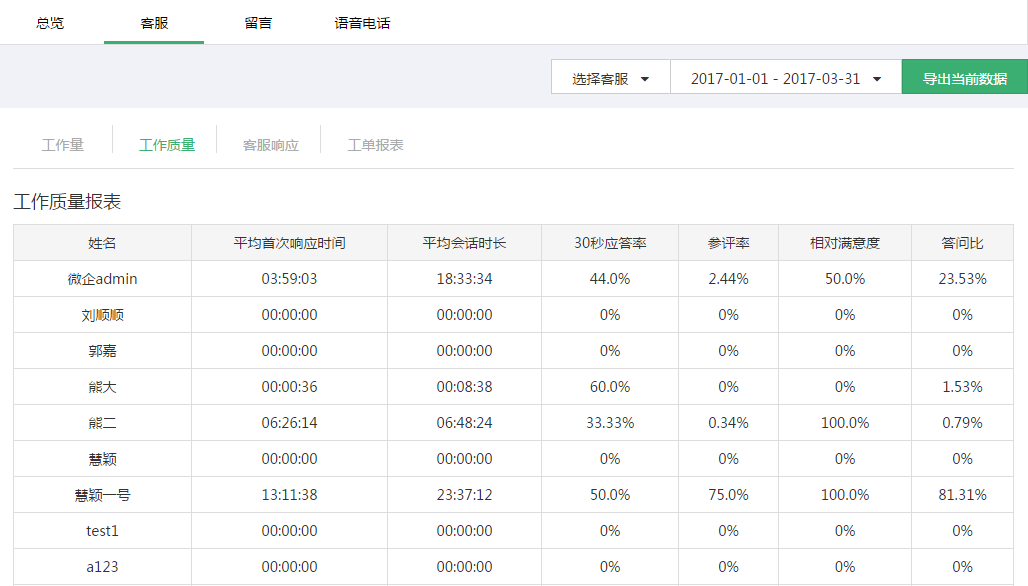 总览 客服 留言 语音电话
选择客服 2017-01-01 - 2017-03-31 导出当前数据
工作量 工作质量 客服响应 工单报表
工作质量报表
姓名 平均首次响应时间 平均会话时长 30秒应答率 参评率 相对满意度 答问比
微企admin 03:59:03 18:33:34 44.0% 2.44% 50.0% 23.53%
刘顺顺 00:00:00 00:00:00 0% 0% 0% 0%
郭嘉 00:00:00 00:00:00 0% 0% 0% 0%
熊大 00:00:36 00:08:38 60.0% 0% 0% 1.53%
熊二 06:26:14 06:48:24 33.33% 0.34% 100.0% 0.79%
慧颖 00:00:00 00:00:00 0% 0% 0% 0%
慧颖一号 13:11:38 23:37:12 50.0% 75.0% 100.0% 81.31%
test1 00:00:00 00:00:00 0% 0% 0% 0%
a123 00:00:00 00:00:00 0% 0% 0% 0%